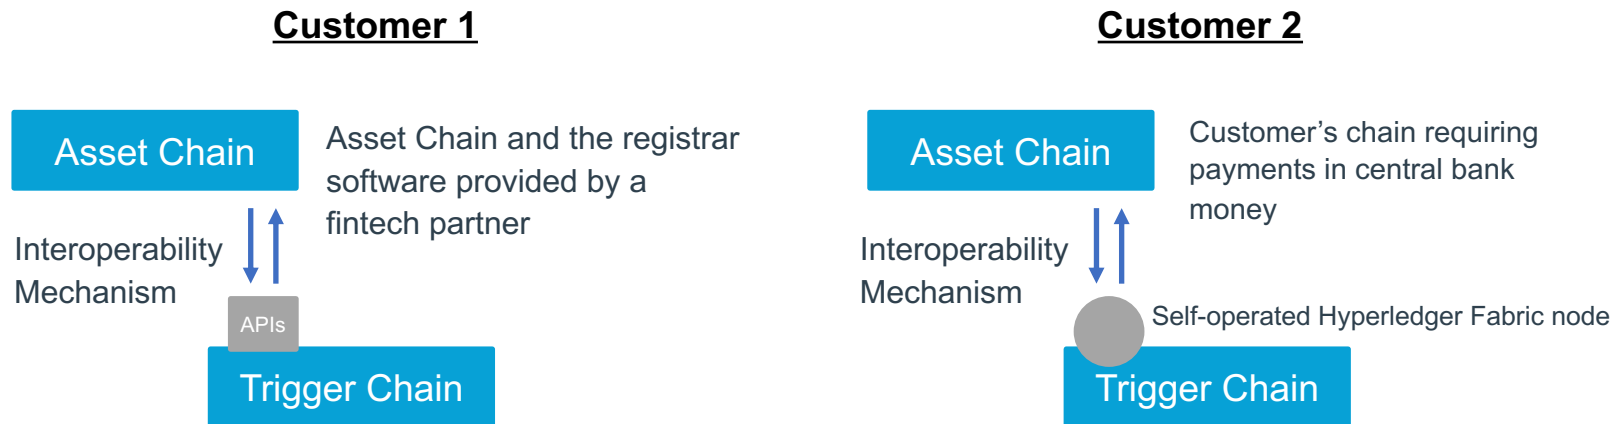 Customer 1
Asset Chain
Asset Chain and the registrar
software provided by a
fintech partner
Interoperability
Mechanism
APIs
Trigger Chain
Customer 2
Asset Chain
Customer’s chain requiring
payments in central bank
money
Interoperability
Mechanism
Self-operated Hyperledger Fabric node
Trigger Chain